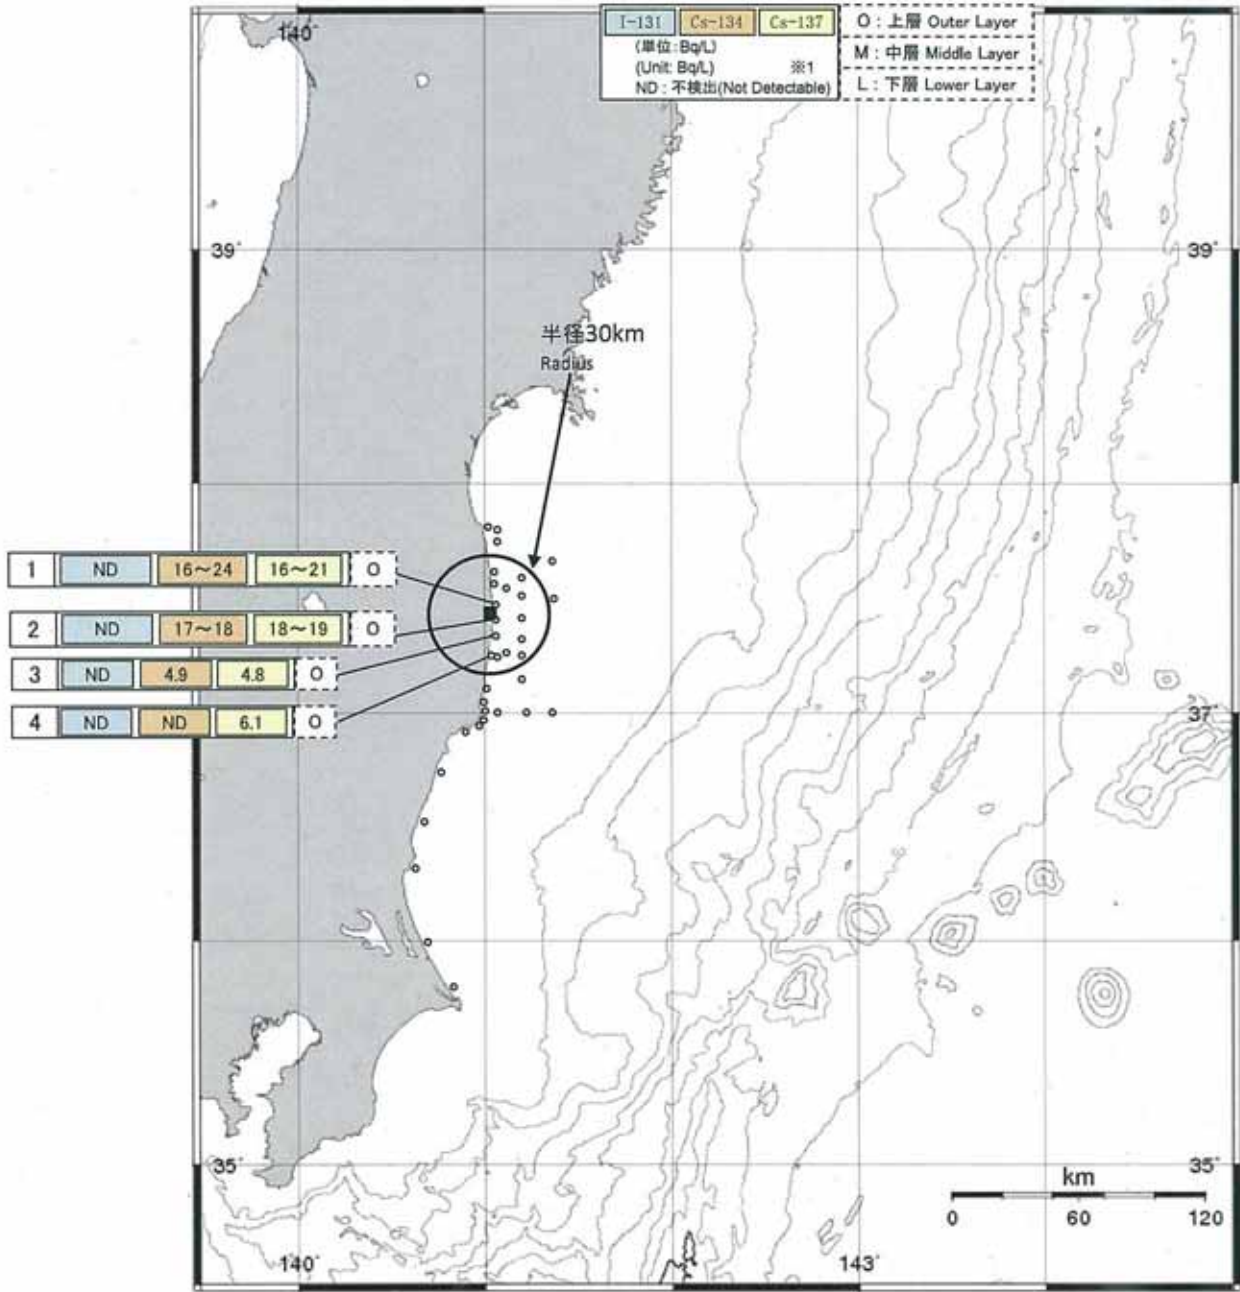 140°
I-131 Cs-134 Cs-137
(単位:Bq/L)
(Unit: Bq/L) ※1
ND : 不検出(Not Detectable)
O : 上層 Outer Layer
M : 中層 Middle Layer
L : 下層 Lower Layer
39° 39°
半径30km
Radius
1 ND 16~24 16~21 O
2 ND 17~18 18~19 O
3 ND 4.9 4.8 O
4 ND ND 6.1 O
37°
35° 35°
km
0 60 120
140° 143°